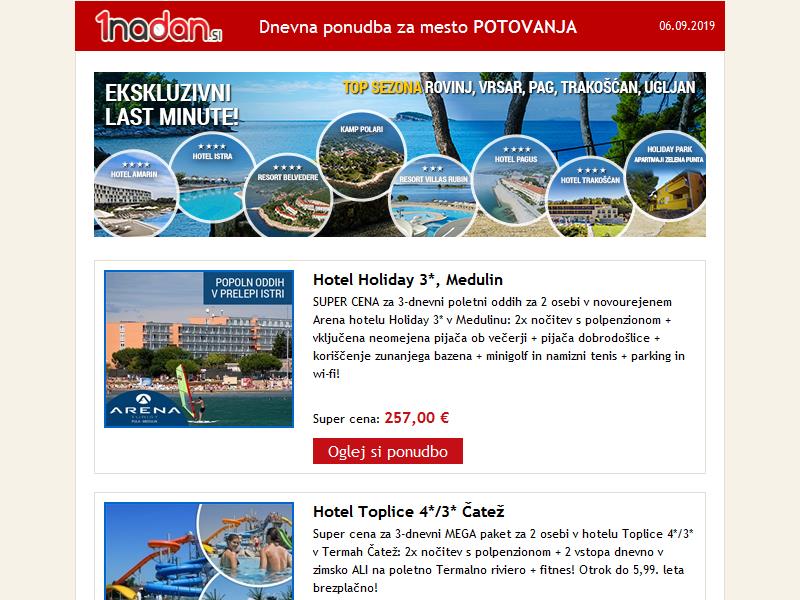 1nadan.si
Dnevna ponudba za mesto POTOVANJA
06.09.2019
EKSKLUZIVNI
LAST MINUTE!
TOP SEZONA ROVINJ, VRSAR, PAG, TRAKOŠĆAN, UGLJAN
HOTEL AMARIN
HOTEL ISTRA
RESORT BELVEDERE
KAMP POLARI
RESORT VILLAS RUBIN
HOTEL PAGUS
HOTEL TRAKOŠĆAN
HOLIDAY PARK
APARTMAJI ZELENA PUNTA
POPOLN ODDIH
V PRELEPI ISTRI
ARENA
TURIST
PULA MEDULIN
Hotel Holiday 3*, Medulin
SUPER CENA za 3-dnevni poletni oddih za 2 osebi v novourejenem
Arena hotelu Holiday 3* v Medulinu: 2x nočitev s polpenzionom +
vključena neomejena pijača ob večerji + pijača dobrodošlice +
koriščenje zunanjega bazena + minigolf in namizni tenis + parking in
wi-fi!
Super cena: 257,00 €
Oglej si ponudbo
Hotel Toplice 4*/3* Čatež
Super cena za 3-dnevni MEGA paket za 2 osebi v hotelu Toplice 4*/3*
v Termah Čatež: 2x nočitev s polpenzionom + 2 vstopa dnevno v
zimsko ALI na poletno Termalno riviero + fitnes! Otrok do 5,99. leta
brezplačno!